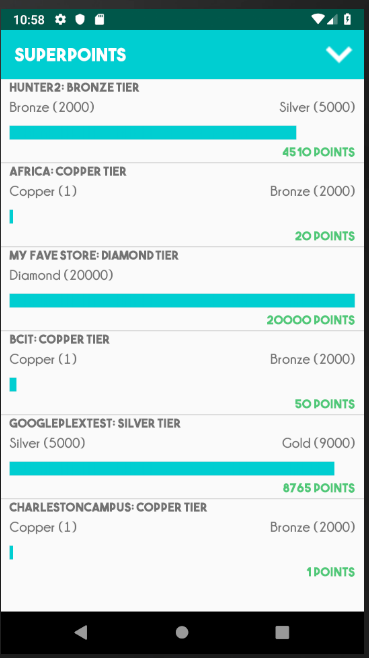 10:58
SUPERPOINTS
HUNTER2: BRONZE TIER
Bronze (2000) Silver (5000)
4510 POINTS
AFRICA: COPPER TIER
Copper (1) Bronze (2000)
20 POINTS
MY FAVE STORE: DIAMOND TIER
Diamond (20000)
20000 POINTS
BCIT: COPPER TIER
Copper (1) Bronze (2000)
50 POINTS
GOOGLEPLEXTEST: SILVER TIER
Silver (5000) Gold (9000)
8765 POINTS
CHARLESTONCAMPUS: COPPER TIER
Copper (1) Bronze (2000)
1 POINTS